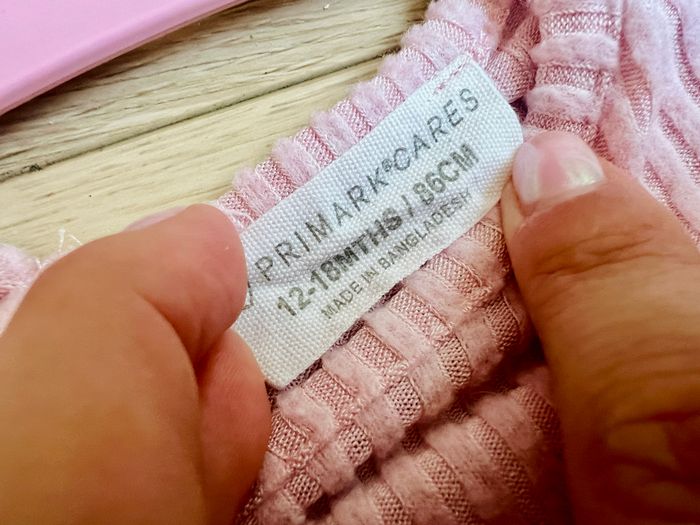 PRIMARK®CARES
12-18MTHS / 86CM
MADE IN BANGLADESH